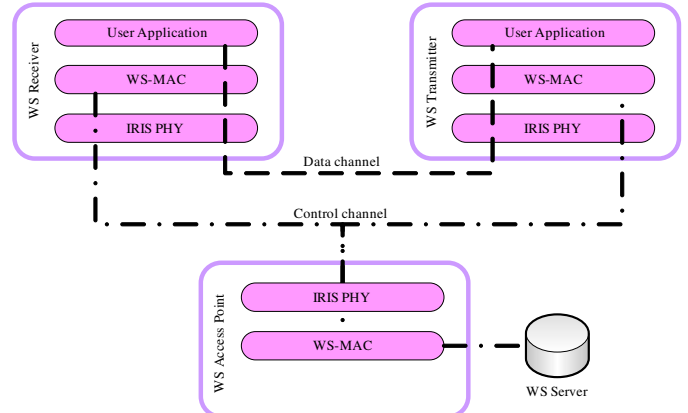 WS Receiver
User Application
WS-MAC
IRIS PHY
WS Transmitter
User Application
WS-MAC
IRIS PHY
Data channel
Control channel
WS Access Point
IRIS PHY
WS-MAC
WS Server